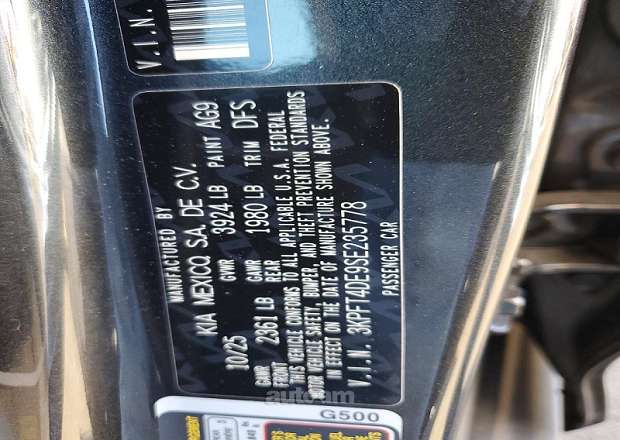 V.I.N.
MANUFACTURED BY
KIA MEXICO SA. DE C.V.
10/25 GVWR 3924 LB PAINT AG9
GAWR FRONT 2361 LB GAWR REAR 1980 LB TRIM DFS
"THIS VEHICLE CONFORMS TO ALL APPLICABLE U.S.A. FEDERAL
MOTOR VEHICLE SAFETY, BUMPER, AND THEFT PREVENTION STANDARDS
IN EFFECT ON THE DATE OF MANUFACTURE SHOWN ABOVE.
V.I.N. 3KPFT4DE9SE235778
PASSENGER CAR
G500